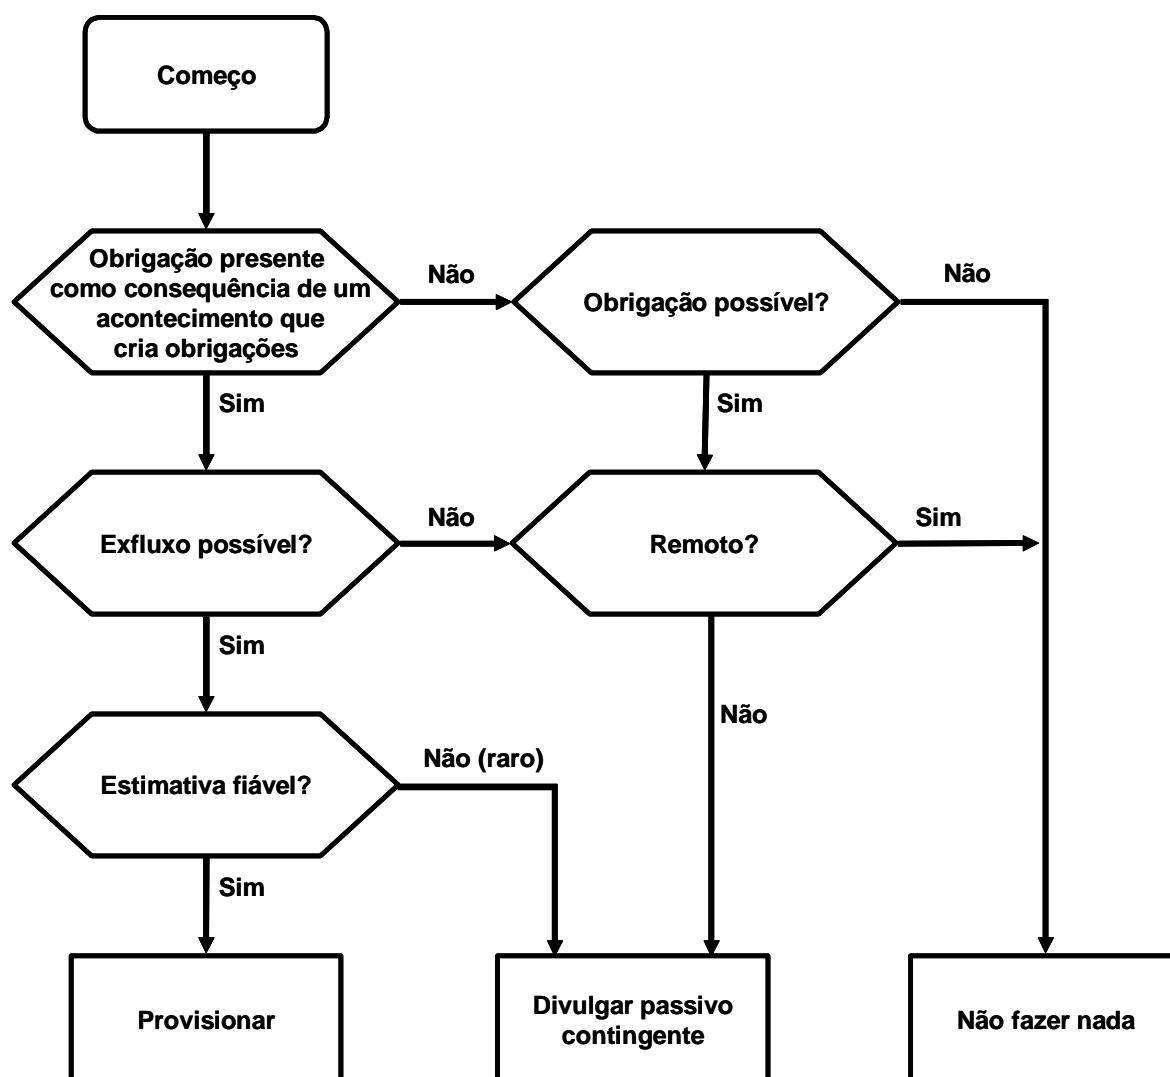 Começo
Obrigação presente
como consequência de um
acontecimento que
cria obrigações
Não
Obrigação possível?
Não
Sim
Sim
Exfluxo possível?
Não
Remoto?
Sim
Sim
Não
Estimativa fiável?
Não (raro)
Sim
Provisionar
Divulgar passivo
contingente
Não fazer nada